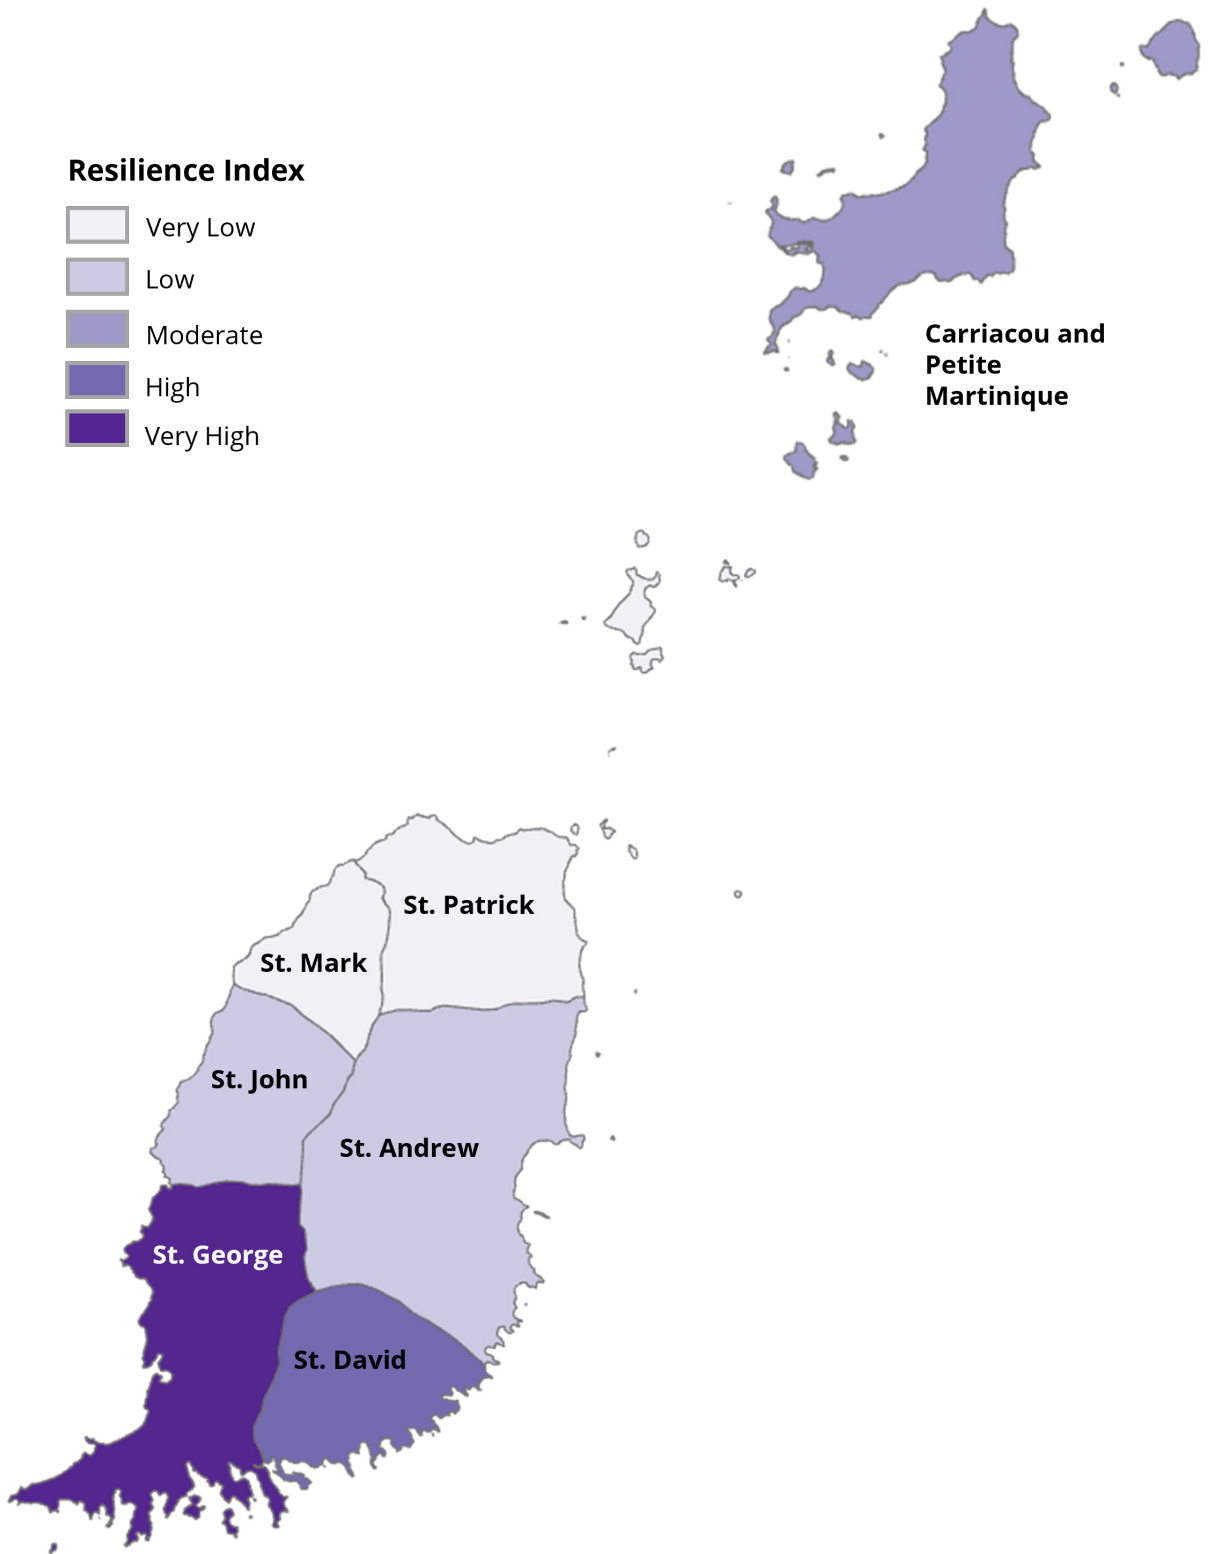 Resilience Index
Very Low
Low
Moderate
High
Very High
Carriacou and
Petite
Martinique
St. Patrick
St. Mark
St. John
St. Andrew
St. George
St. David